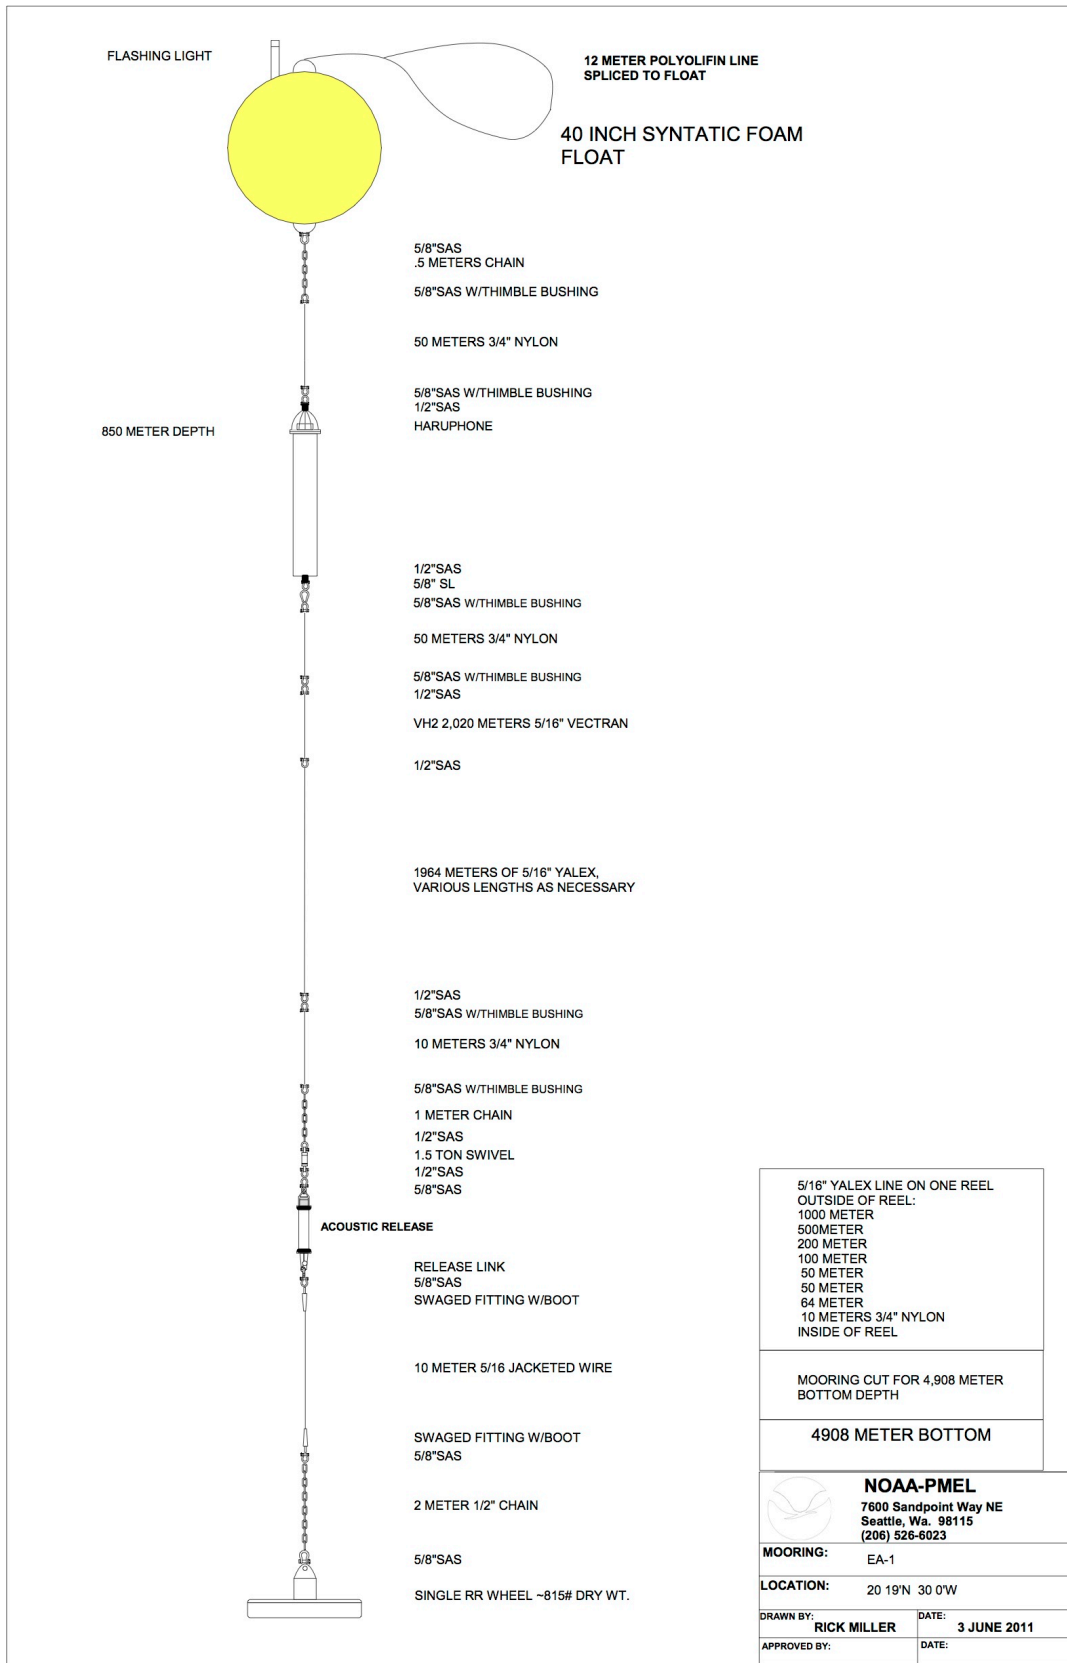 FLASHING LIGHT
12 METER POLYOLIFIN LINE
SPLICED TO FLOAT
40 INCH SYNTATIC FOAM
FLOAT
5/8"SAS
.5 METERS CHAIN
5/8"SAS W/THIMBLE BUSHING
50 METERS 3/4" NYLON
5/8"SAS W/THIMBLE BUSHING
1/2"SAS
850 METER DEPTH
HARUPHONE
1/2"SAS
5/8" SL
5/8"SAS W/THIMBLE BUSHING
50 METERS 3/4" NYLON
5/8"SAS W/THIMBLE BUSHING
1/2"SAS
VH2 2,020 METERS 5/16" VECTRAN
1/2"SAS
1964 METERS OF 5/16" YALEX,
VARIOUS LENGTHS AS NECESSARY
1/2"SAS
5/8"SAS W/THIMBLE BUSHING
10 METERS 3/4" NYLON
5/8"SAS W/THIMBLE BUSHING
1 METER CHAIN
1/2"SAS
1.5 TON SWIVEL
1/2"SAS
5/8"SAS
ACOUSTIC RELEASE
RELEASE LINK
5/8"SAS
SWAGED FITTING W/BOOT
10 METER 5/16 JACKETED WIRE
SWAGED FITTING W/BOOT
5/8"SAS
2 METER 1/2" CHAIN
5/8"SAS
SINGLE RR WHEEL ~815# DRY WT.
5/16" YALEX LINE ON ONE REEL
OUTSIDE OF REEL:
1000 METER
500METER
200 METER
100 METER
50 METER
50 METER
64 METER
10 METERS 3/4" NYLON
INSIDE OF REEL
MOORING CUT FOR 4,908 METER
BOTTOM DEPTH
4908 METER BOTTOM
NOAA-PMEL
7600 Sandpoint Way NE
Seattle, Wa. 98115
(206) 526-6023
MOORING: EA-1
LOCATION: 20 19'N 30 0'W
DRAWN BY: RICK MILLER
DATE: 3 JUNE 2011
APPROVED BY:
DATE: